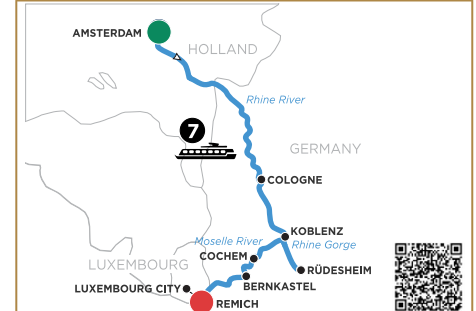 AMSTERDAM
HOLLAND
Rhine River
7
GERMANY
COLOGNE
KOBLENZ
Moselle River
Rhine Gorge
COCHEM
LUXEMBOURG
RÜDESHEIM
BERNKASTEL
LUXEMBOURG CITY
REMICH